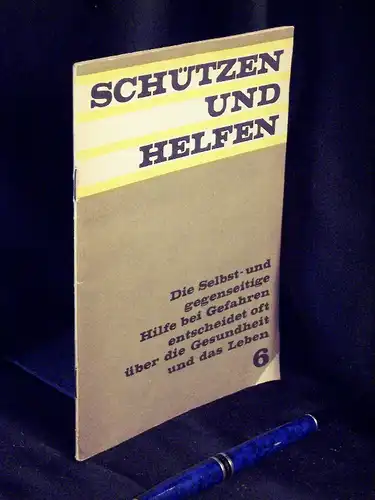 SCHÜTZEN
UND
HELFEN
Die Selbst- und
gegenseitige
Hilfe bei Gefahren
entscheidet oft
über die Gesundheit
und das Leben
6